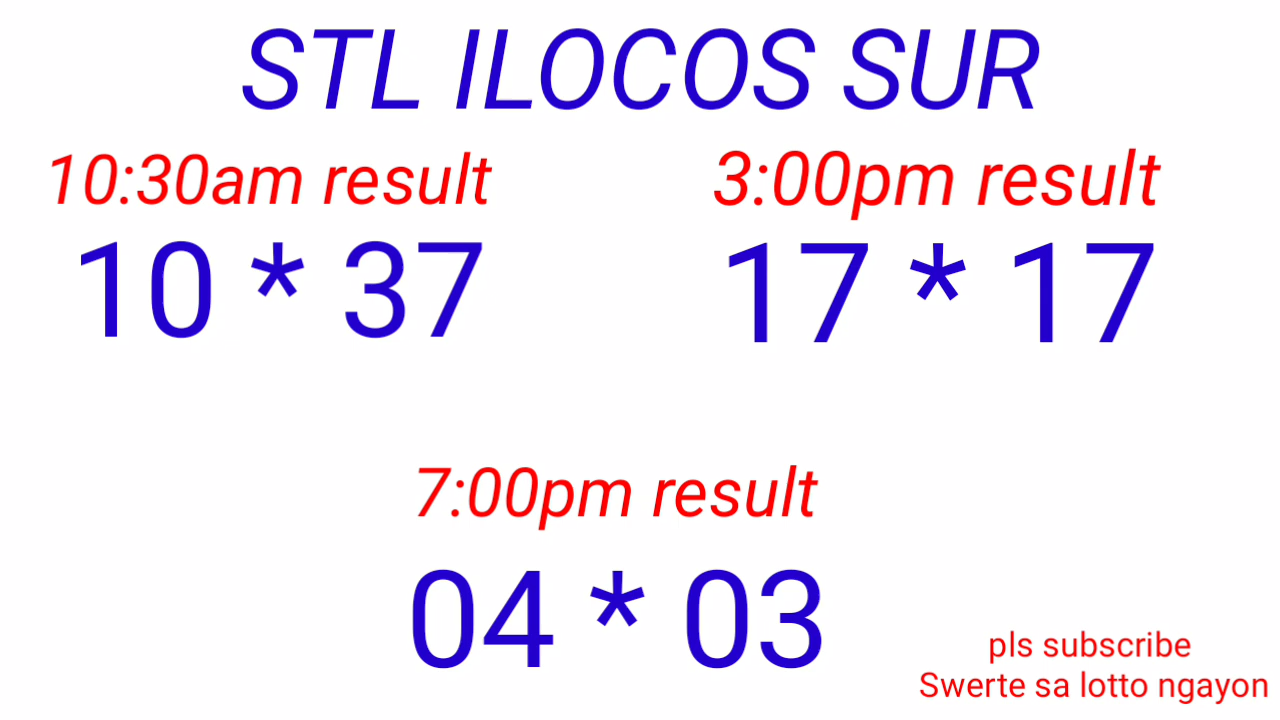 STL ILOCOS SUR
10:30am result
10 * 37
3:00pm result
17 * 17
7:00pm result
04 * 03
pls subscribe
Swerte sa lotto ngayon